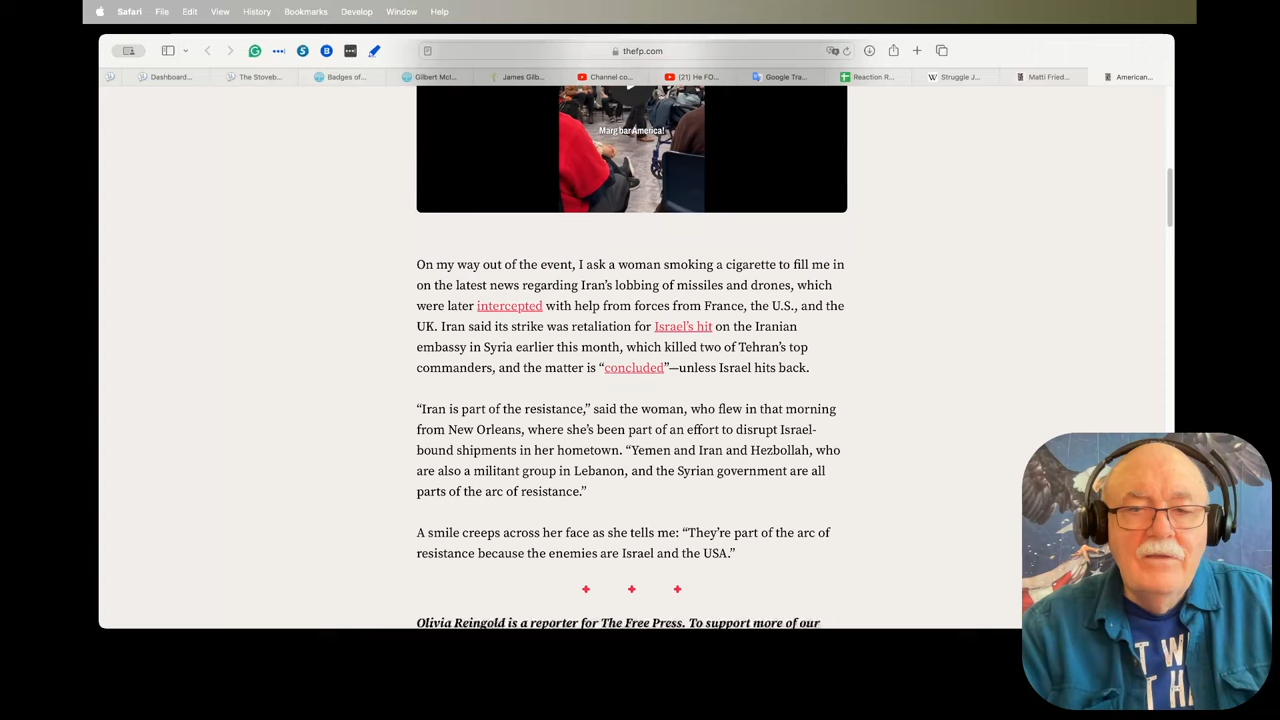 Safari File Edit View History Bookmarks Develop Window Help
thefp.com
Dashboard... The Stoveb... Badges of... Gilbert McI... James Gilb... Channel co... (21) He FO... Google Tra... Reaction R... Struggle J... Matti Fried... American...
Marg bar America!
On my way out of the event, I ask a woman smoking a cigarette to fill me in
on the latest news regarding Iran’s lobbing of missiles and drones, which
were later intercepted with help from forces from France, the U.S., and the
UK. Iran said its strike was retaliation for Israel’s hit on the Iranian
embassy in Syria earlier this month, which killed two of Tehran’s top
commanders, and the matter is “concluded”—unless Israel hits back.
“Iran is part of the resistance,” said the woman, who flew in that morning
from New Orleans, where she’s been part of an effort to disrupt Israel-
bound shipments in her hometown. “Yemen and Iran and Hezbollah, who
are also a militant group in Lebanon, and the Syrian government are all
parts of the arc of resistance.”
A smile creeps across her face as she tells me: “They’re part of the arc of
resistance because the enemies are Israel and the USA.”
Olivia Reingold is a reporter for The Free Press. To support more of our